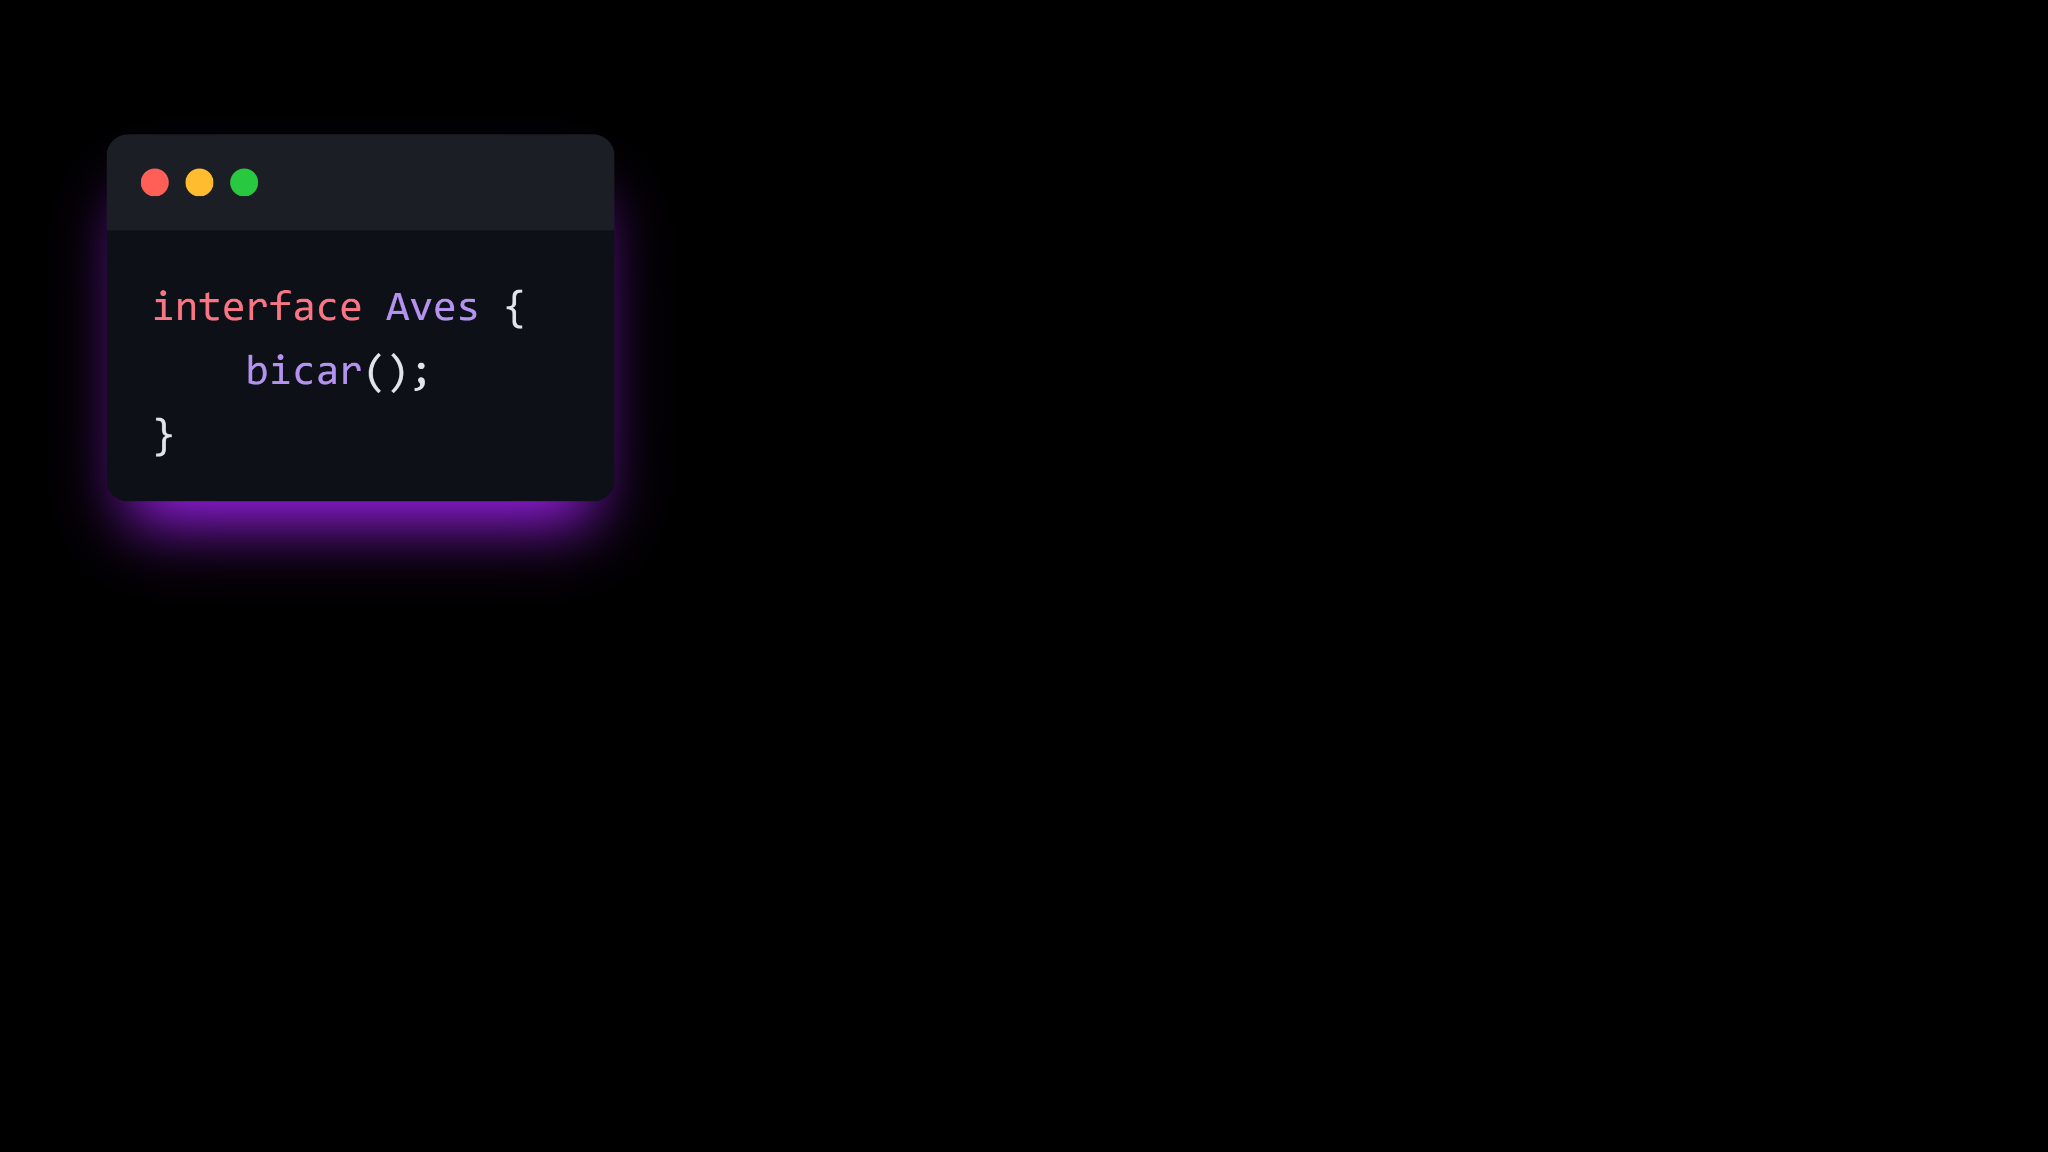 interface Aves {
    bicar();
}